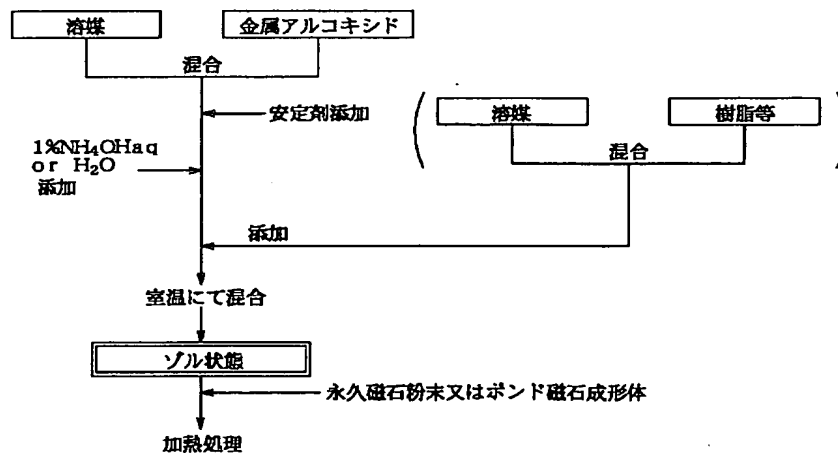 溶媒
金属アルコキシド
混合
安定剤添加
溶媒
樹脂等
混合
1%NH₄OHaq
or H₂O
添加
添加
室温にて混合
ゾル状態
永久磁石粉末又はボンド磁石成形体
加熱処理